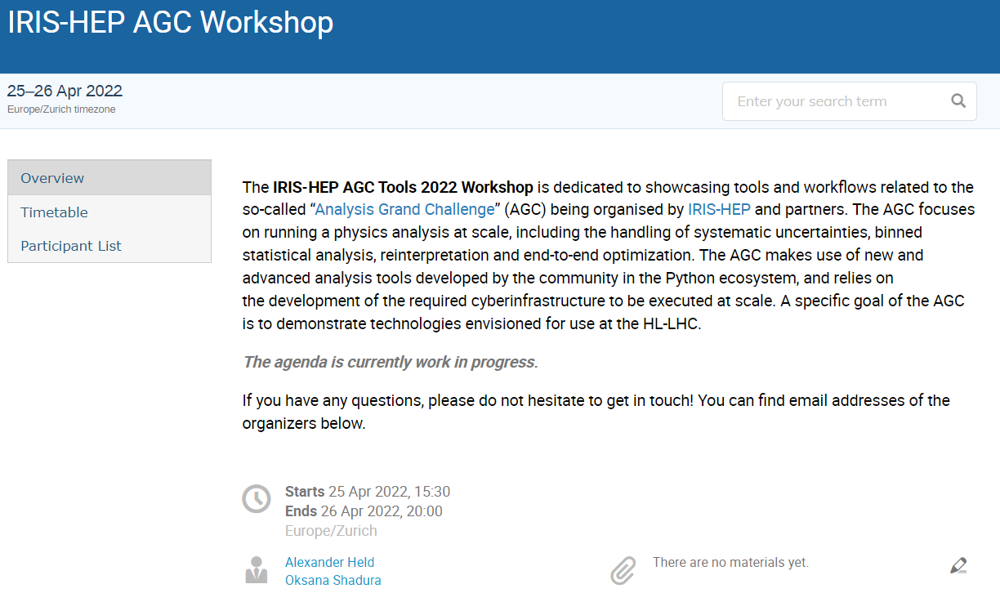 IRIS-HEP AGC Workshop
25–26 Apr 2022
Europe/Zurich timezone
Enter your search term
Overview
Timetable
Participant List
The IRIS-HEP AGC Tools 2022 Workshop is dedicated to showcasing tools and workflows related to the
so-called “Analysis Grand Challenge” (AGC) being organised by IRIS-HEP and partners. The AGC focuses
on running a physics analysis at scale, including the handling of systematic uncertainties, binned
statistical analysis, reinterpretation and end-to-end optimization. The AGC makes use of new and
advanced analysis tools developed by the community in the Python ecosystem, and relies on
the development of the required cyberinfrastructure to be executed at scale. A specific goal of the AGC
is to demonstrate technologies envisioned for use at the HL-LHC.
The agenda is currently work in progress.
If you have any questions, please do not hesitate to get in touch! You can find email addresses of the
organizers below.
Starts 25 Apr 2022, 15:30
Ends 26 Apr 2022, 20:00
Europe/Zurich
Alexander Held
Oksana Shadura
There are no materials yet.